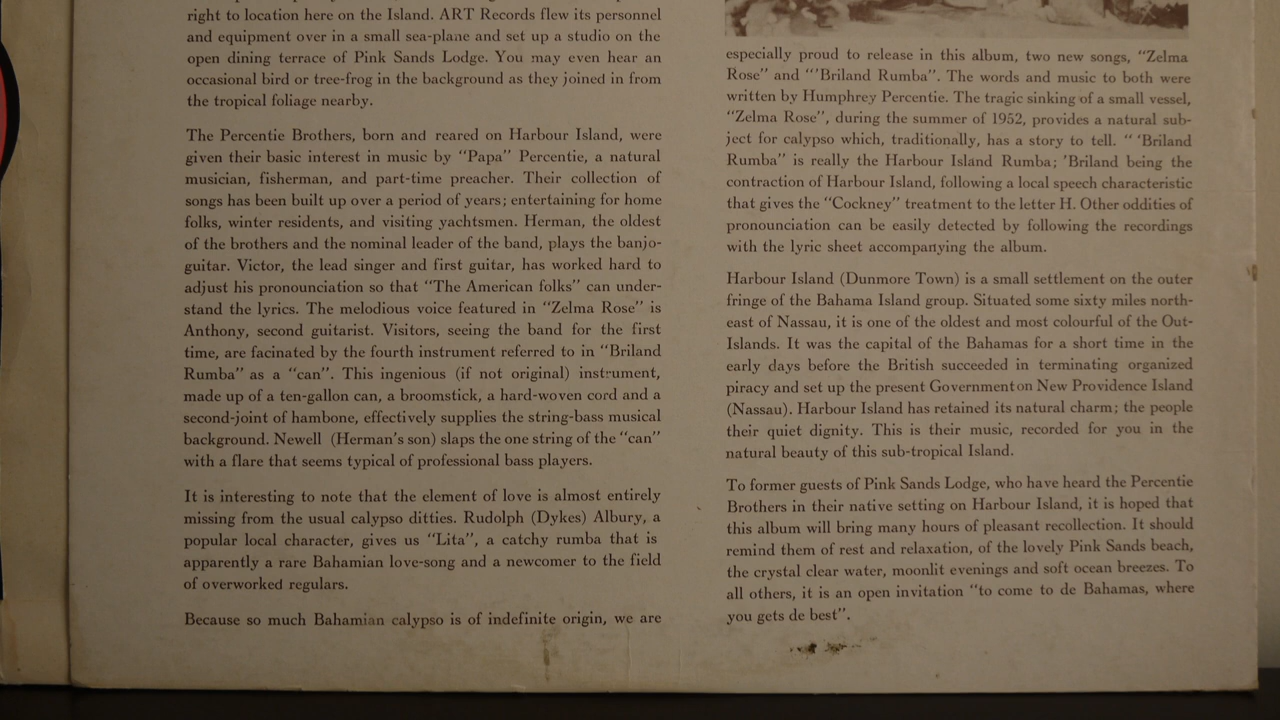 right to location here on the Island. ART Records flew its personnel
and equipment over in a small sea-plane and set up a studio on the
open dining terrace of Pink Sands Lodge. You may even hear an
occasional bird or tree-frog in the background as they joined in from
the tropical foliage nearby.
The Percentie Brothers, born and reared on Harbour Island, were
given their basic interest in music by “Papa” Percentie, a natural
musician, fisherman, and part-time preacher. Their collection of
songs has been built up over a period of years; entertaining for home
folks, winter residents, and visiting yachtsmen. Herman, the oldest
of the brothers and the nominal leader of the band, plays the banjo-
guitar. Victor, the lead singer and first guitar, has worked hard to
adjust his pronounciation so that “The American folks” can under-
stand the lyrics. The melodious voice featured in “Zelma Rose” is
Anthony, second guitarist. Visitors, seeing the band for the first
time, are facinated by the fourth instrument referred to in “Briland
Rumba” as a “can”. This ingenious (if not original) instrument,
made up of a ten-gallon can, a broomstick, a hard-woven cord and a
second-joint of hambone, effectively supplies the string-bass musical
background. Newell (Herman's son) slaps the one string of the “can”
with a flare that seems typical of professional bass players.
It is interesting to note that the element of love is almost entirely
missing from the usual calypso ditties. Rudolph (Dykes) Albury, a
popular local character, gives us “Lita”, a catchy rumba that is
apparently a rare Bahamian love-song and a newcomer to the field
of overworked regulars.
Because so much Bahamian calypso is of indefinite origin, we are
especially proud to release in this album, two new songs, “Zelma
Rose” and “'Briland Rumba”. The words and music to both were
written by Humphrey Percentie. The tragic sinking of a small vessel,
“Zelma Rose”, during the summer of 1952, provides a natural sub-
ject for calypso which, traditionally, has a story to tell. “ 'Briland
Rumba” is really the Harbour Island Rumba; 'Briland being the
contraction of Harbour Island, following a local speech characteristic
that gives the “Cockney” treatment to the letter H. Other oddities of
pronounciation can be easily detected by following the recordings
with the lyric sheet accompanying the album.
Harbour Island (Dunmore Town) is a small settlement on the outer
fringe of the Bahama Island group. Situated some sixty miles north-
east of Nassau, it is one of the oldest and most colourful of the Out-
Islands. It was the capital of the Bahamas for a short time in the
early days before the British succeeded in terminating organized
piracy and set up the present Government on New Providence Island
(Nassau). Harbour Island has retained its natural charm; the people
their quiet dignity. This is their music, recorded for you in the
natural beauty of this sub-tropical Island.
To former guests of Pink Sands Lodge, who have heard the Percentie
Brothers in their native setting on Harbour Island, it is hoped that
this album will bring many hours of pleasant recollection. It should
remind them of rest and relaxation, of the lovely Pink Sands beach,
the crystal clear water, moonlit evenings and soft ocean breezes. To
all others, it is an open invitation “to come to de Bahamas, where
you gets de best”.